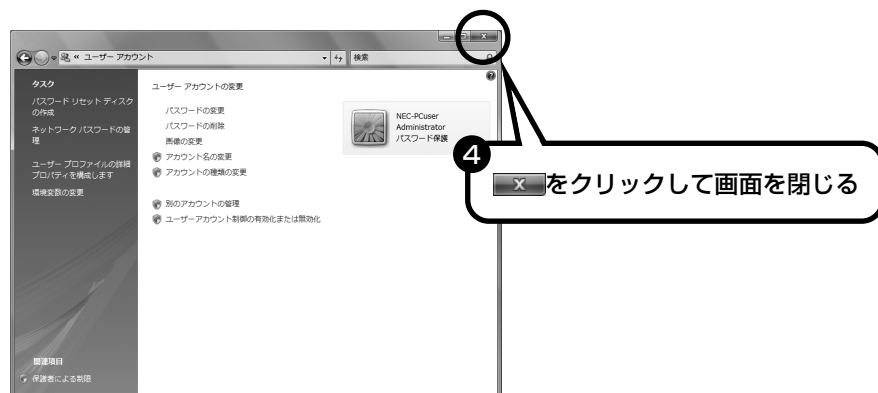 « ユーザー アカウント
検索
タスク
パスワード リセット ディスク
の作成
ネットワーク パスワードの管
理
ユーザー プロファイルの詳細
プロパティを構成します
環境変数の変更
関連項目
保護者による制限
ユーザー アカウントの変更
パスワードの変更
パスワードの削除
画像の変更
アカウント名の変更
アカウントの種類の変更
別のアカウントの管理
ユーザーアカウント制御の有効化または無効化
NEC-PCuser
Administrator
パスワード保護
4
xをクリックして画面を閉じる